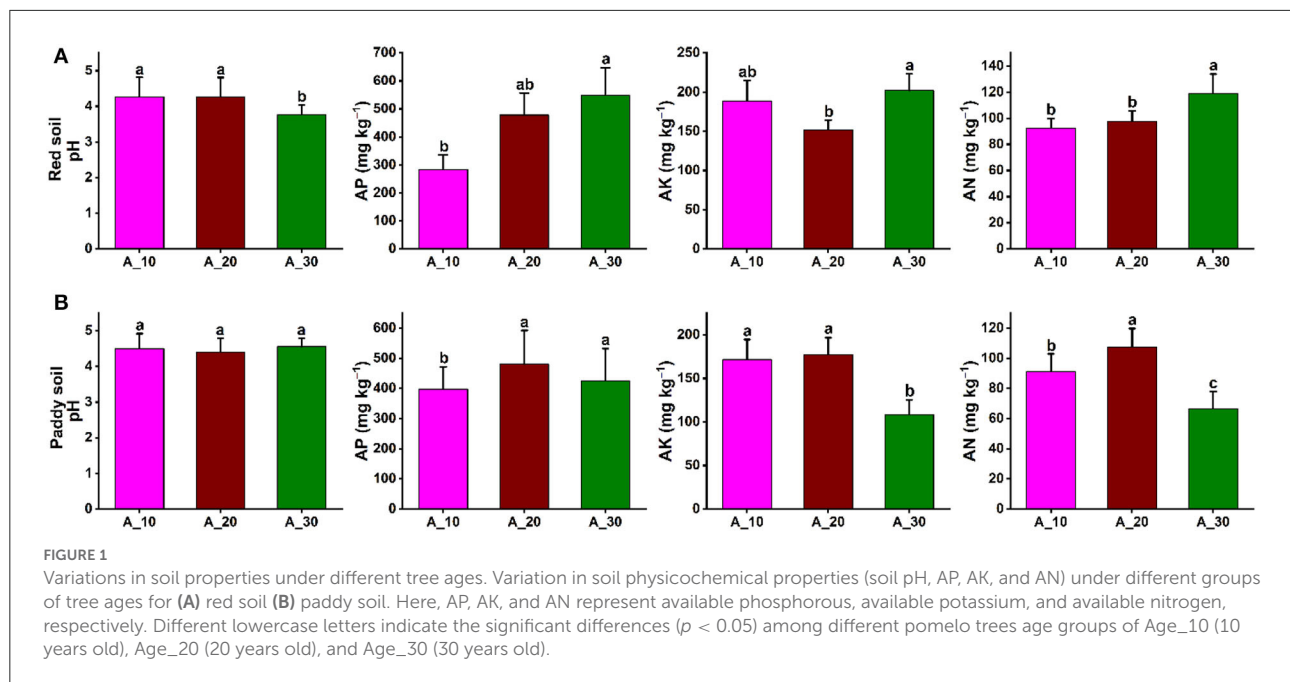 A
Red soil
pH
5
4
3
2
1
0
a
a
b
A_10
A_20
A_30
AP (mg kg⁻¹)
700
600
500
400
300
200
100
0
b
ab
a
A_10
A_20
A_30
AK (mg kg⁻¹)
250
200
150
100
50
0
ab
b
a
A_10
A_20
A_30
AN (mg kg⁻¹)
140
120
100
80
60
40
20
0
b
b
a
A_10
A_20
A_30
B
Paddy soil
pH
5
4
3
2
1
0
a
a
a
A_10
A_20
A_30
AP (mg kg⁻¹)
600
500
400
300
200
100
0
b
a
a
A_10
A_20
A_30
AK (mg kg⁻¹)
200
150
100
50
0
a
a
b
A_10
A_20
A_30
AN (mg kg⁻¹)
120
100
80
60
40
20
0
b
a
c
A_10
A_20
A_30
FIGURE 1
Variations in soil properties under different tree ages. Variation in soil physicochemical properties (soil pH, AP, AK, and AN) under different groups
of tree ages for (A) red soil (B) paddy soil. Here, AP, AK, and AN represent available phosphorous, available potassium, and available nitrogen,
respectively. Different lowercase letters indicate the significant differences (p < 0.05) among different pomelo trees age groups of Age_10 (10
years old), Age_20 (20 years old), and Age_30 (30 years old).